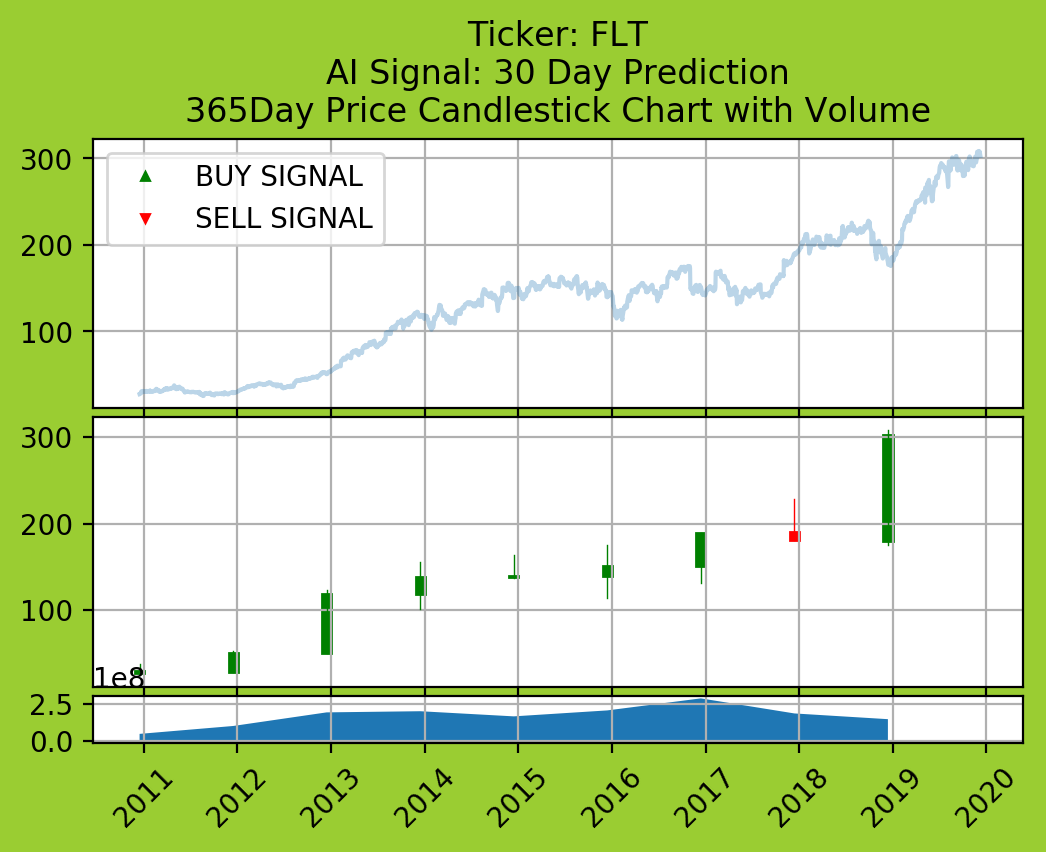 Ticker: FLT
AI Signal: 30 Day Prediction
365Day Price Candlestick Chart with Volume
300
200
100
BUY SIGNAL
SELL SIGNAL
300
200
100
1e8
2.5
0.0
2011 2012 2013 2014 2015 2016 2017 2018 2019 2020